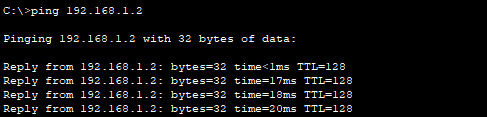 C:\>ping 192.168.1.2
Pinging 192.168.1.2 with 32 bytes of data:
Reply from 192.168.1.2: bytes=32 time<1ms TTL=128
Reply from 192.168.1.2: bytes=32 time=17ms TTL=128
Reply from 192.168.1.2: bytes=32 time=18ms TTL=128
Reply from 192.168.1.2: bytes=32 time=20ms TTL=128